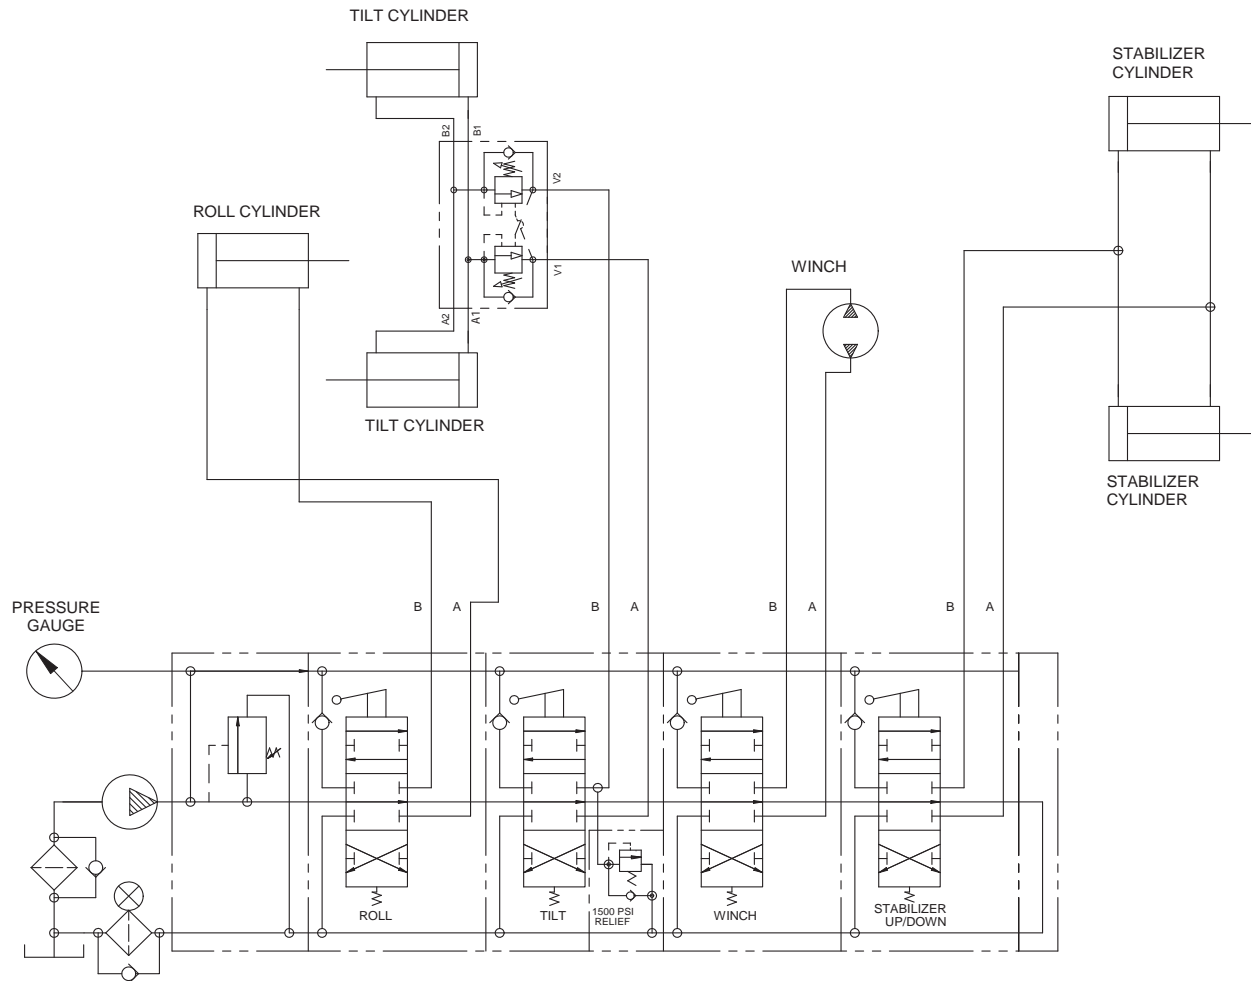 TILT CYLINDER
STABILIZER
CYLINDER
B2
B1
V2
ROLL CYLINDER
V1
WINCH
A2
A1
TILT CYLINDER
STABILIZER
CYLINDER
PRESSURE
GAUGE
B
A
B
A
B
A
B
A
ROLL
TILT
1500 PSI
RELIEF
WINCH
STABILIZER
UP/DOWN